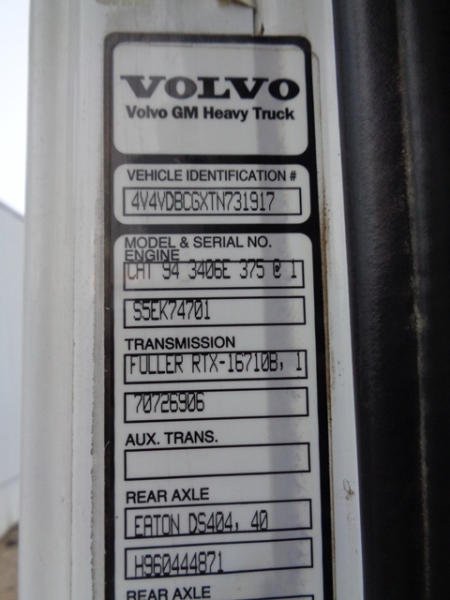 VOLVO
Volvo GM Heavy Truck
VEHICLE IDENTIFICATION #
4V4VDBCGXTN731917
MODEL & SERIAL NO.
ENGINE
CAT 94 3406E 375 @ 1
S5EK74701
TRANSMISSION
FULLER RTX-16710B, 1
70726906
AUX. TRANS.
REAR AXLE
EATON DS404, 40
H960444871
REAR AXLE